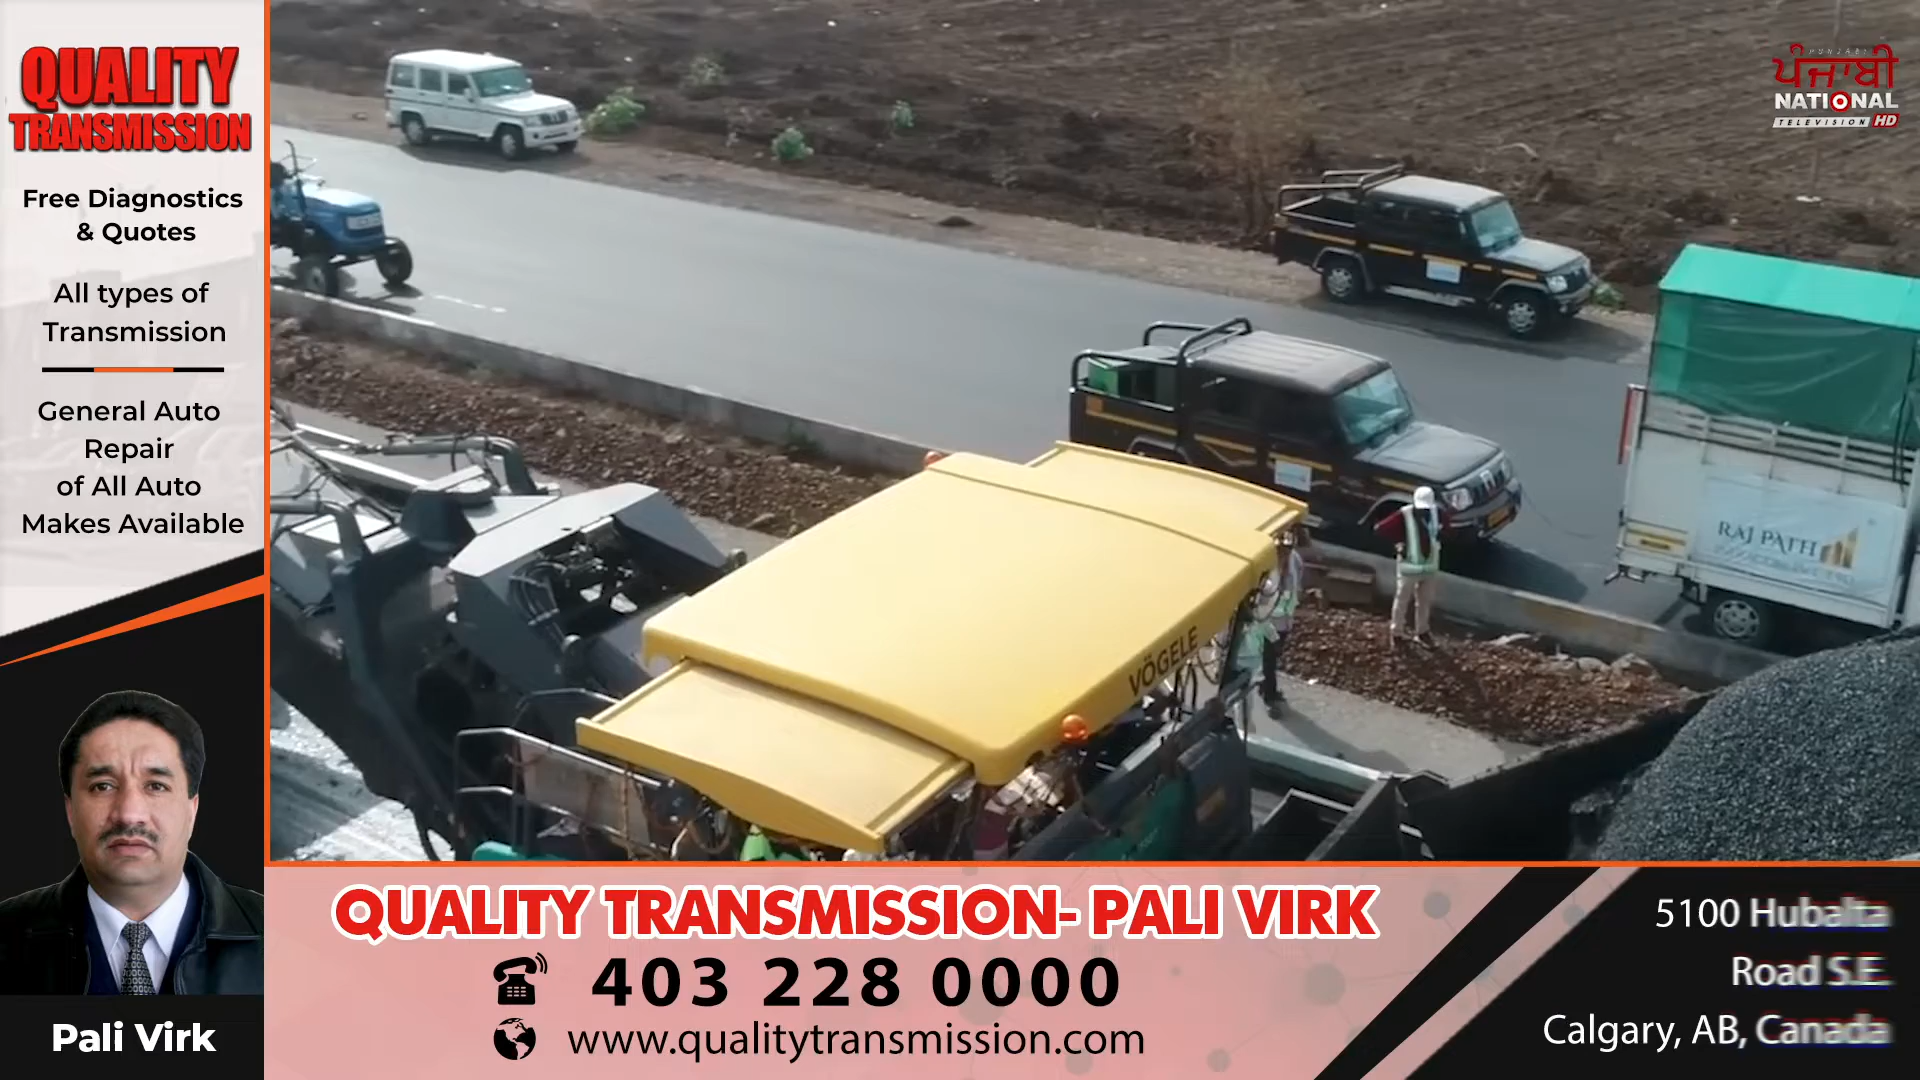 QUALITY
TRANSMISSION
Free Diagnostics
& Quotes
All types of
Transmission
General Auto
Repair
of All Auto
Makes Available
Pali Virk
PUNJABI
ਪੰਜਾਬੀ
NATIONAL
TELEVISION HD
VÖGELE
RAJ PATH
QUALITY TRANSMISSION- PALI VIRK
403 228 0000
www.qualitytransmission.com
5100 Hubalta
Road S.E.
Calgary, AB, Canada